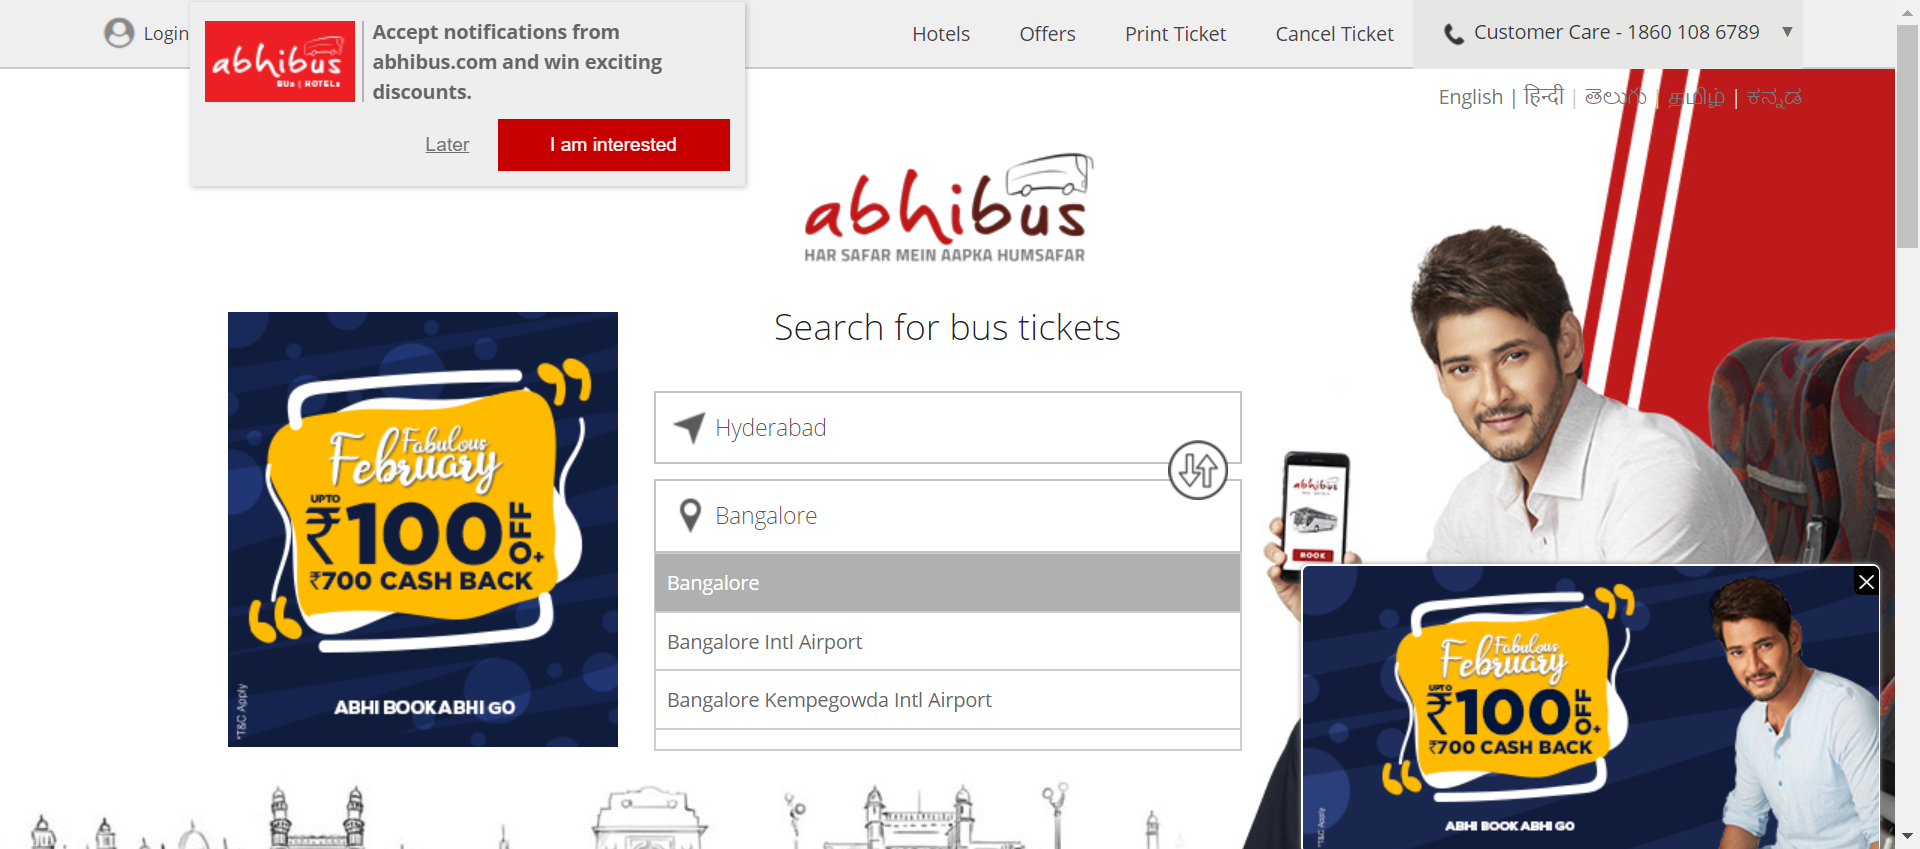 Login
abhibus
BUs | HOTELs
Accept notifications from
abhibus.com and win exciting
discounts.
Later
I am interested
Hotels
Offers
Print Ticket
Cancel Ticket
Customer Care - 1860 108 6789 ▼
English | हिन्दी | తెలుగు | தமிழ் | ಕನ್ನಡ
abhibus
HAR SAFAR MEIN AAPKA HUMSAFAR
Search for bus tickets
Hyderabad
Bangalore
Bangalore
Bangalore Intl Airport
Bangalore Kempegowda Intl Airport
Fabulous
February
UPTO
₹100 OFF+
₹700 CASH BACK
*T&C Apply
ABHI BOOK ABHI GO
abhibus
BOOK
Fabulous
February
UPTO
₹100 OFF+
₹700 CASH BACK
*T&C Apply
ABHI BOOK ABHI GO